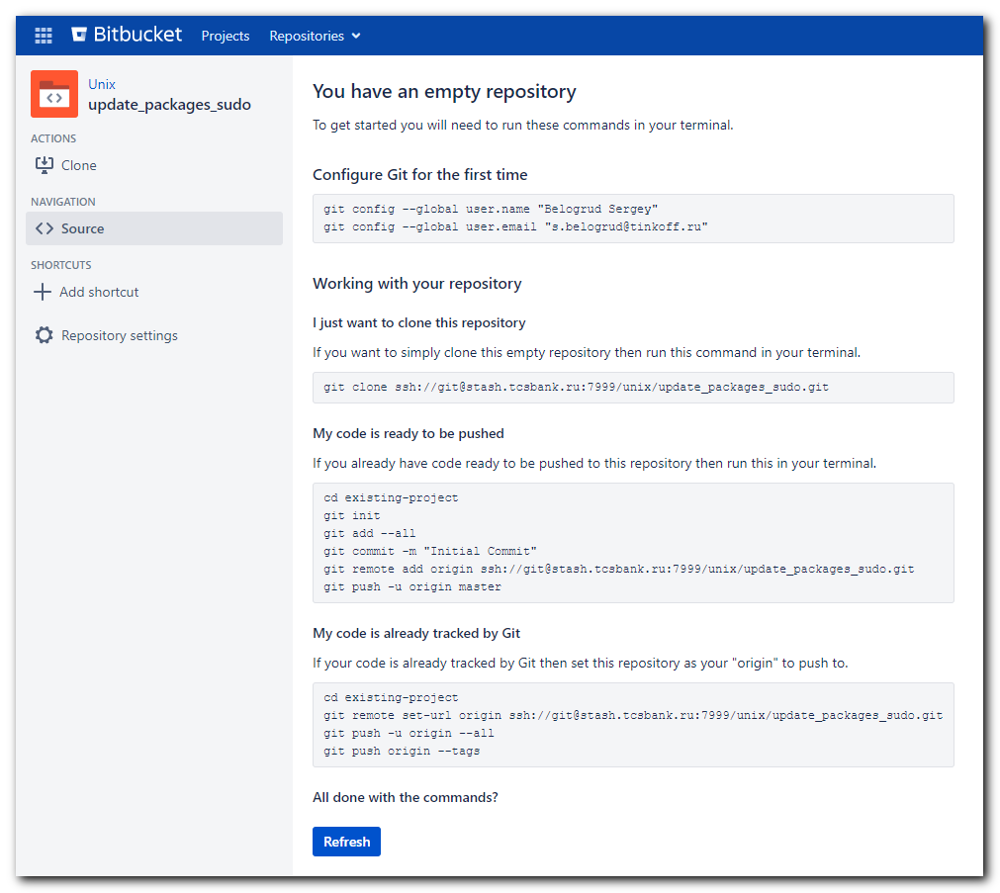 Bitbucket Projects Repositories
Unix
update_packages_sudo
ACTIONS
Clone
NAVIGATION
Source
SHORTCUTS
Add shortcut
Repository settings
You have an empty repository
To get started you will need to run these commands in your terminal.
Configure Git for the first time
git config --global user.name "Belogrud Sergey"
git config --global user.email "s.belogrud@tinkoff.ru"
Working with your repository
I just want to clone this repository
If you want to simply clone this empty repository then run this command in your terminal.
git clone ssh://git@stash.tcsbank.ru:7999/unix/update_packages_sudo.git
My code is ready to be pushed
If you already have code ready to be pushed to this repository then run this in your terminal.
cd existing-project
git init
git add --all
git commit -m "Initial Commit"
git remote add origin ssh://git@stash.tcsbank.ru:7999/unix/update_packages_sudo.git
git push -u origin master
My code is already tracked by Git
If your code is already tracked by Git then set this repository as your "origin" to push to.
cd existing-project
git remote set-url origin ssh://git@stash.tcsbank.ru:7999/unix/update_packages_sudo.git
git push -u origin --all
git push origin --tags
All done with the commands?
Refresh